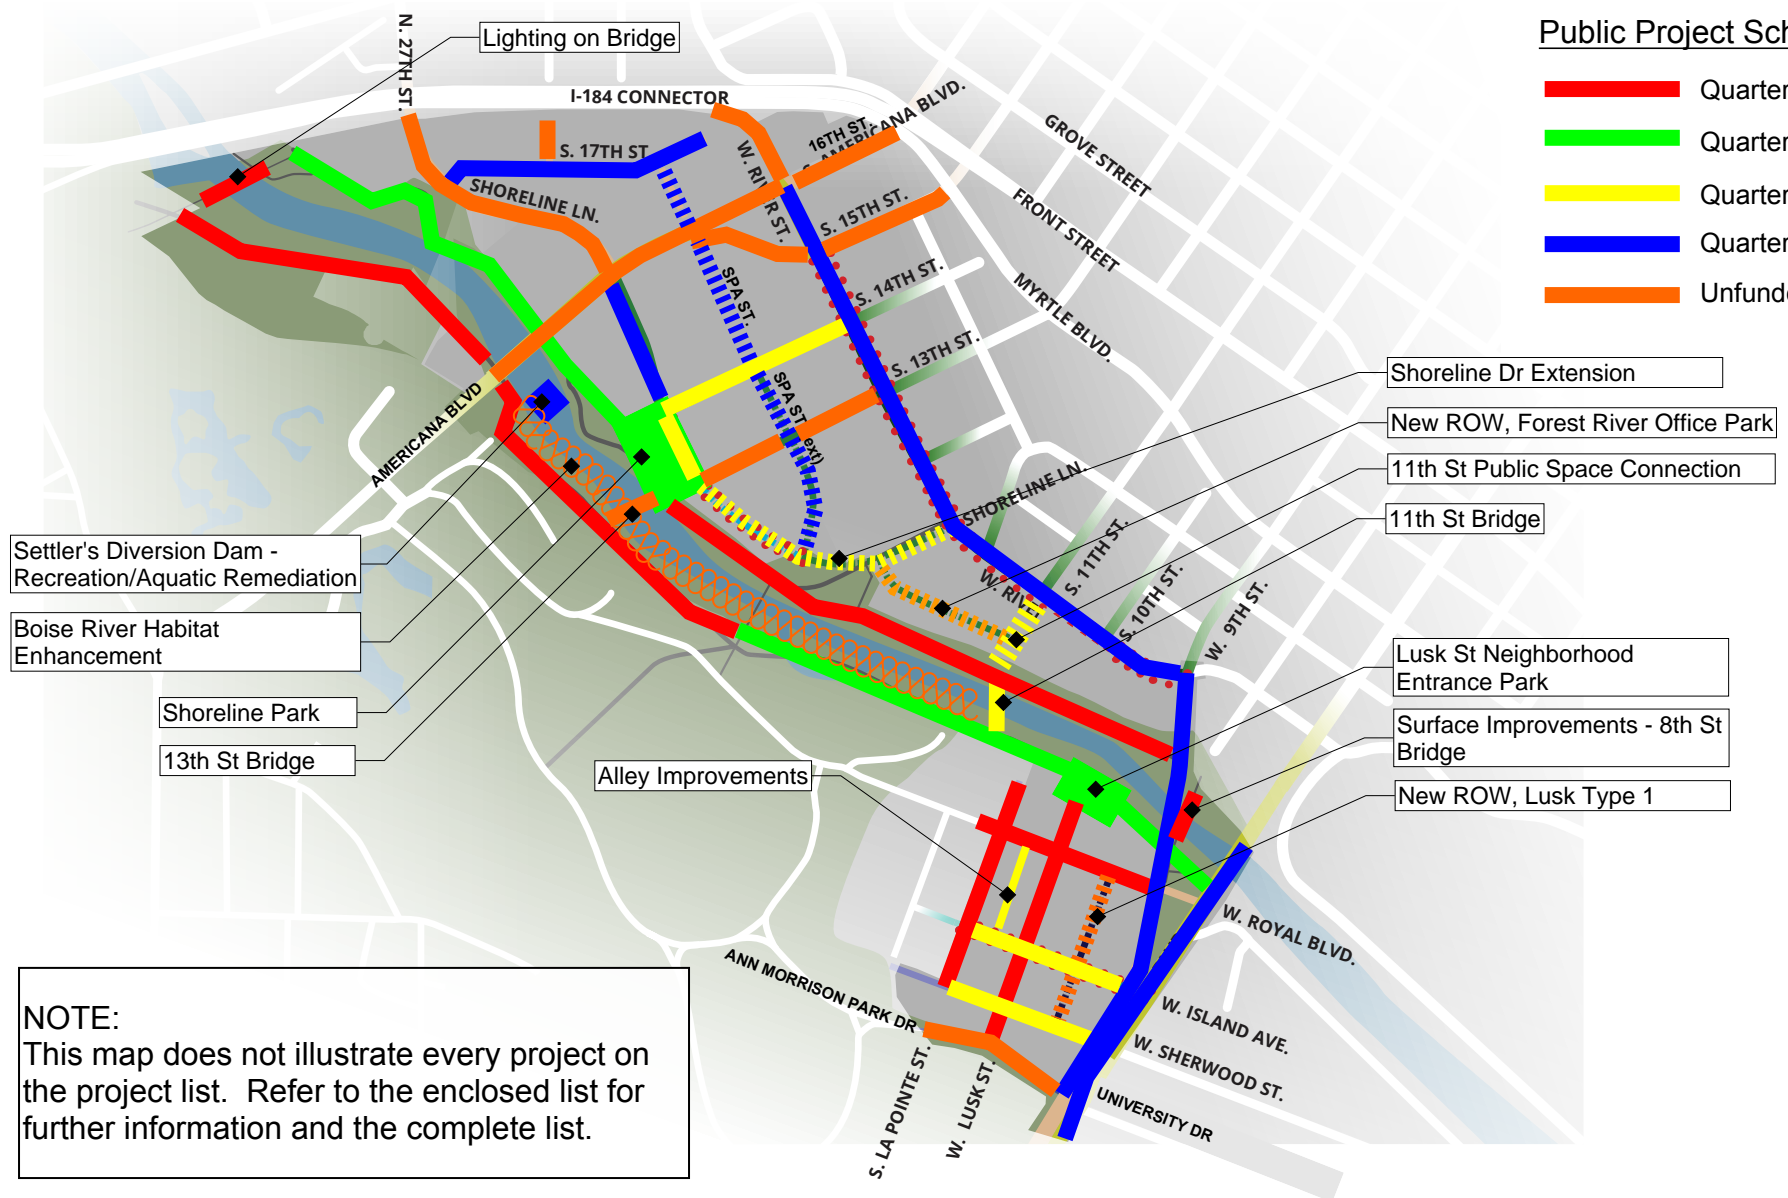 Public Project Sch
Quarter
Quarter
Quarter
Quarter
Unfund
Lighting on Bridge
N. 27TH ST.
I-184 CONNECTOR
S. 17TH ST
SHORELINE LN.
W. RIVER ST.
16TH ST.
S. AMERICANA BLVD.
S. 15TH ST.
S. 14TH ST.
S. 13TH ST.
GROVE STREET
FRONT STREET
MYRTLE BLVD.
SPA ST.
SPA ST. ext)
AMERICANA BLVD
SHORELINE LN.
W. RIVE
S. 11TH ST.
S. 10TH ST.
W. 9TH ST.
Shoreline Dr Extension
New ROW, Forest River Office Park
11th St Public Space Connection
11th St Bridge
Lusk St Neighborhood
Entrance Park
Surface Improvements - 8th St
Bridge
New ROW, Lusk Type 1
Settler's Diversion Dam -
Recreation/Aquatic Remediation
Boise River Habitat
Enhancement
Shoreline Park
13th St Bridge
Alley Improvements
ANN MORRISON PARK DR
S. LA POINTE ST.
W. LUSK ST.
W. ROYAL BLVD.
W. ISLAND AVE.
W. SHERWOOD ST.
UNIVERSITY DR
NOTE:
This map does not illustrate every project on
the project list. Refer to the enclosed list for
further information and the complete list.